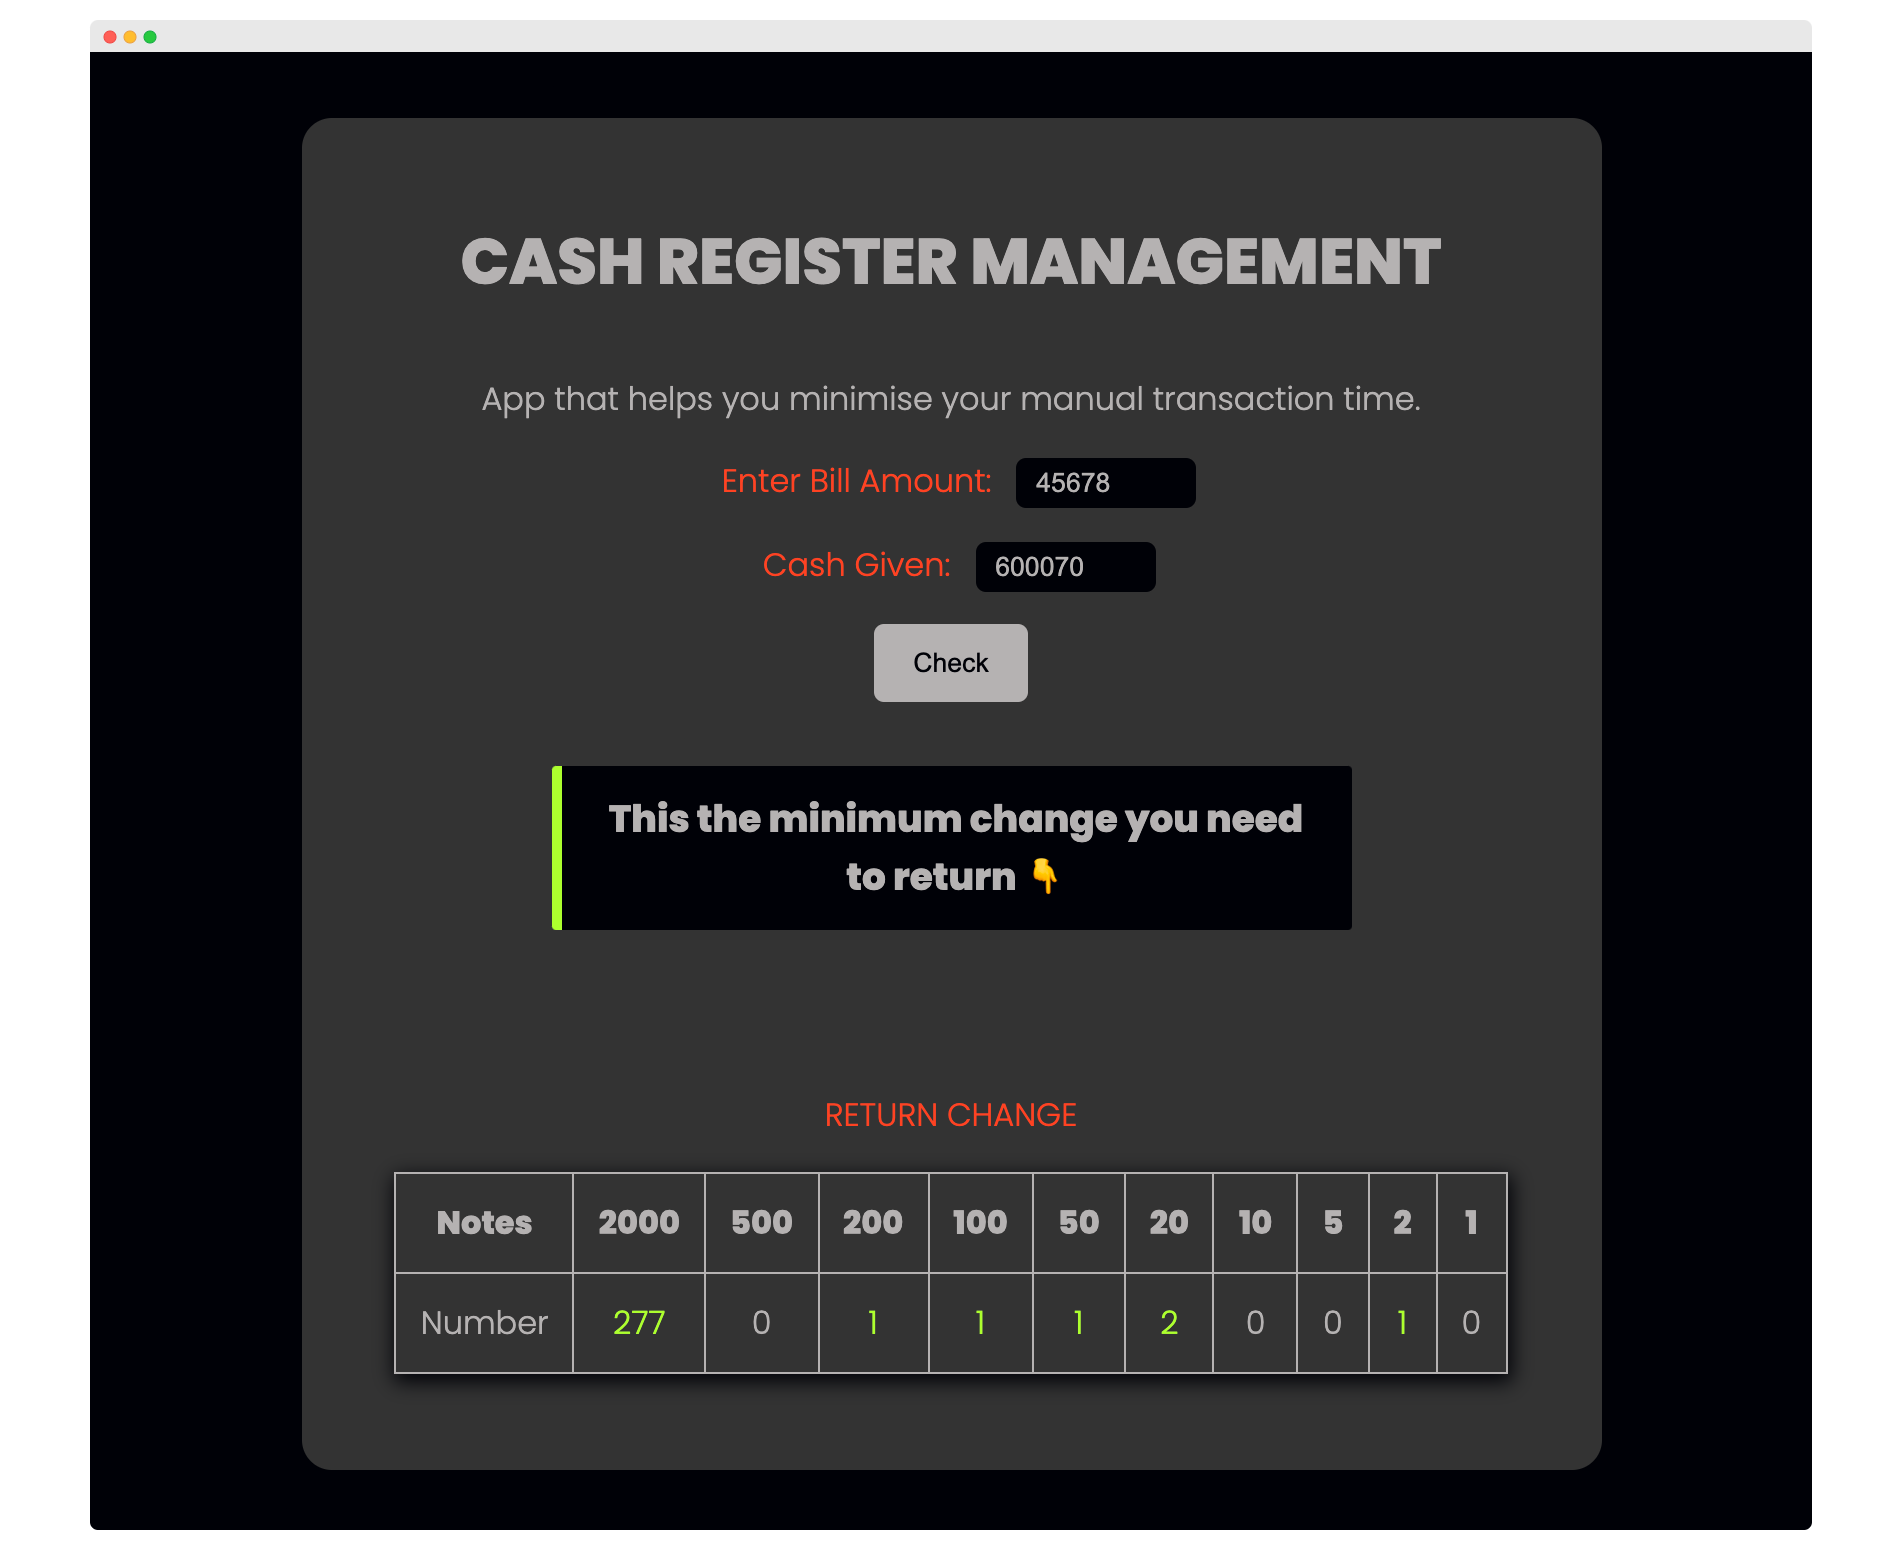 CASH REGISTER MANAGEMENT
App that helps you minimise your manual transaction time.
Enter Bill Amount: 45678
Cash Given: 600070
Check
This the minimum change you need
to return 👇
RETURN CHANGE
Notes 2000 500 200 100 50 20 10 5 2 1
Number 277 0 1 1 1 2 0 0 1 0